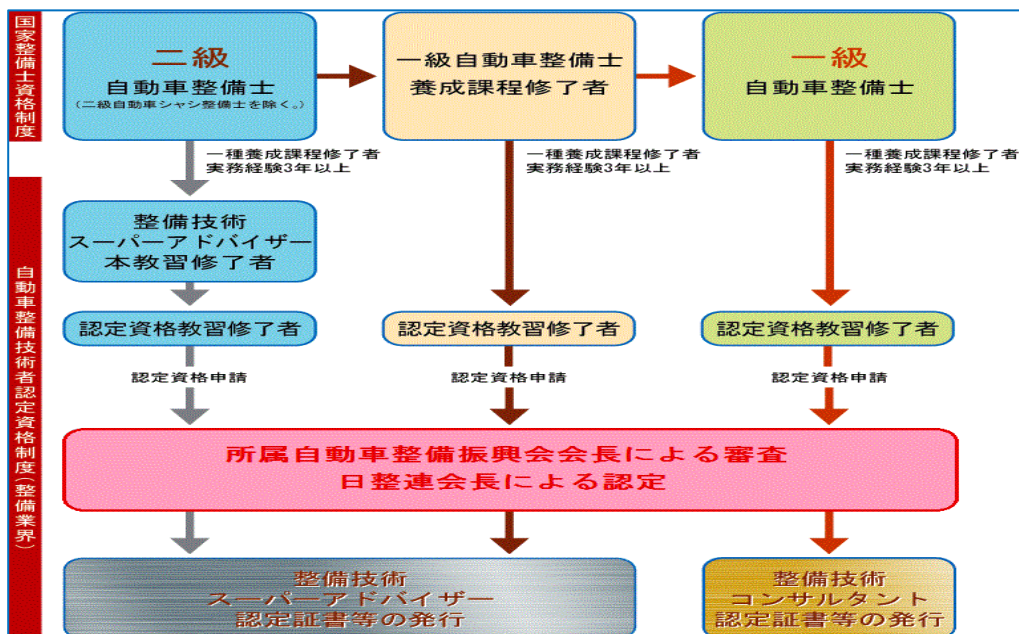 国家整備士資格制度
二級
自動車整備士
(二級自動車シャシ整備士を除く。)
一級自動車整備士
養成課程修了者
一級
自動車整備士
一種養成課程修了者
実務経験3年以上
一種養成課程修了者
実務経験3年以上
一種養成課程修了者
実務経験3年以上
自動車整備技術者認定資格制度(整備業界)
整備技術
スーパーアドバイザー
本教習修了者
認定資格教習修了者
認定資格教習修了者
認定資格教習修了者
認定資格申請
認定資格申請
認定資格申請
所属自動車整備振興会会長による審査
日整連会長による認定
整備技術
スーパーアドバイザー
認定証書等の発行
整備技術
コンサルタント
認定証書等の発行